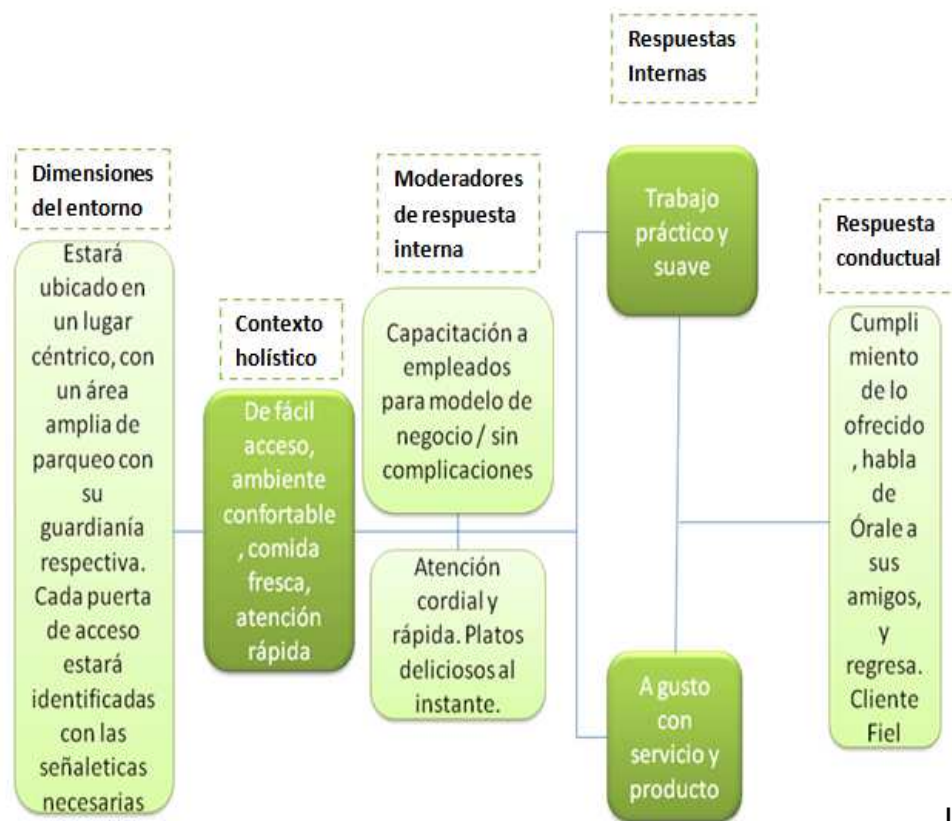 Dimensiones
del entorno
Estará
ubicado en
un lugar
céntrico, con
un área
amplia de
parqueo con
su
guardianía
respectiva.
Cada puerta
de acceso
estará
identificadas
con las
señaleticas
necesarias
Contexto
holístico
De fácil
acceso,
ambiente
confortable
, comida
fresca,
atención
rápida
Moderadores
de respuesta
interna
Capacitación a
empleados
para modelo de
negocio / sin
complicaciones
Atención
cordial y
rápida. Platos
deliciosos al
instante.
Respuestas
Internas
Trabajo
práctico y
suave
A gusto
con
servicio y
producto
Respuesta
conductual
Cumpli
miento
de lo
ofrecido
, habla
de
Órale a
sus
amigos,
y
regresa.
Cliente
Fiel